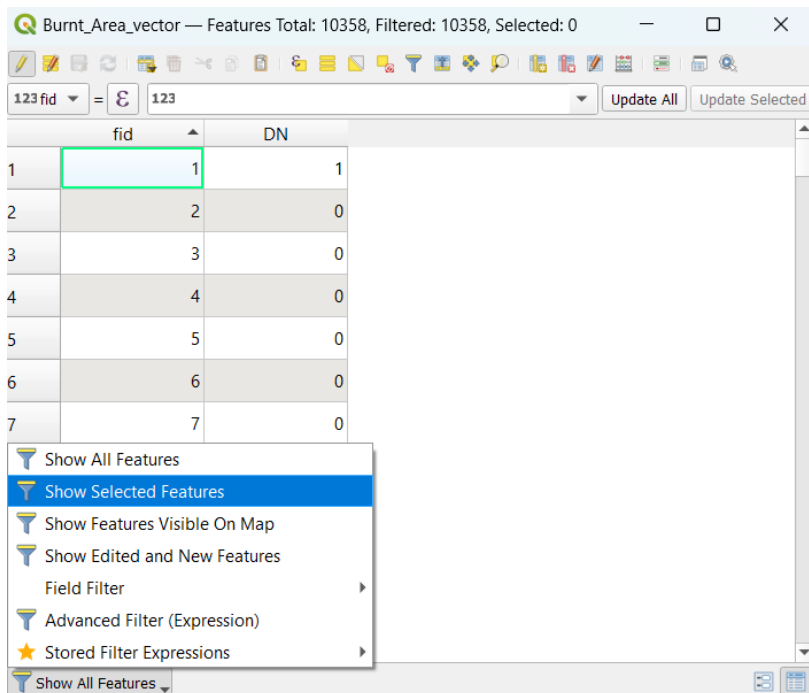 Burnt_Area_vector — Features Total: 10358, Filtered: 10358, Selected: 0
123 fid = ε 123 Update All Update Selected
fid DN
1 1 1
2 2 0
3 3 0
4 4 0
5 5 0
6 6 0
7 7 0
Show All Features
Show Selected Features
Show Features Visible On Map
Show Edited and New Features
Field Filter
Advanced Filter (Expression)
Stored Filter Expressions
Show All Features